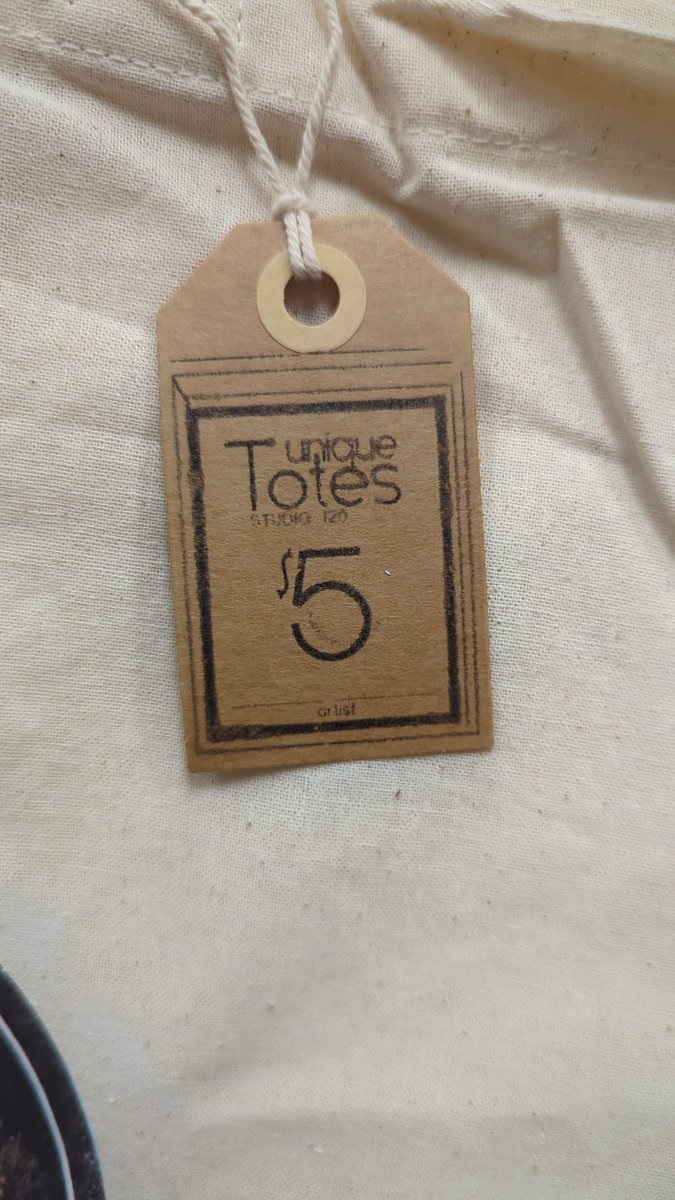 unique
Totes
STUDIO 120
$5
artist